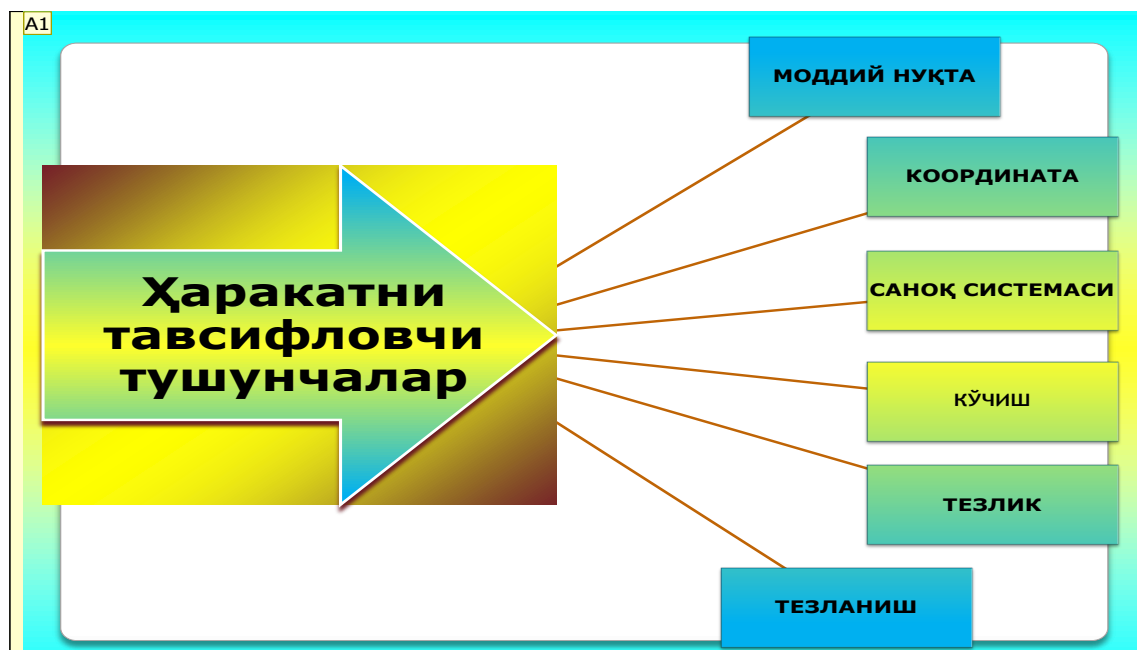 A1
Ҳаракатни
тавсифловчи
тушунчалар
МОДДИЙ НУҚТА
КООРДИНАТА
САНОҚ СИСТЕМАСИ
КЎЧИШ
ТЕЗЛИК
ТЕЗЛАНИШ